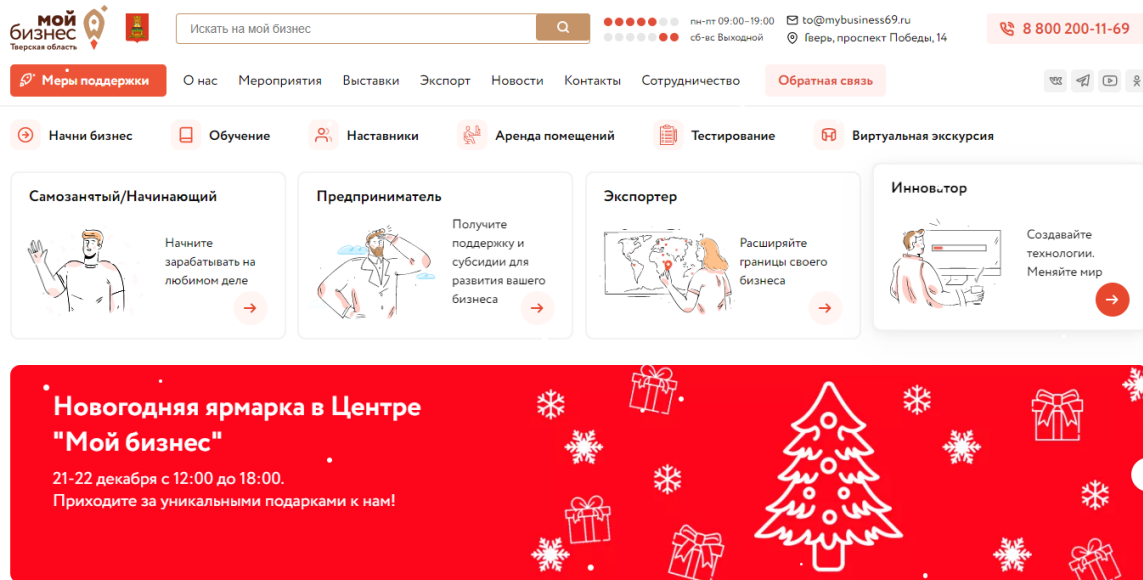 мой
бизнес
Тверская область
Искать на мой бизнес
пн-пт 09:00-19:00
сб-вс Выходной
to@mybusiness69.ru
Тверь, проспект Победы, 14
8 800 200-11-69
Меры поддержки
О нас
Мероприятия
Выставки
Экспорт
Новости
Контакты
Сотрудничество
Обратная связь
Начни бизнес
Обучение
Наставники
Аренда помещений
Тестирование
Виртуальная экскурсия
Самозанятый/Начинающий
Начните
зарабатывать на
любимом деле
Предприниматель
Получите
поддержку и
субсидии для
развития вашего
бизнеса
Экспортер
Расширяйте
границы своего
бизнеса
Инноватор
Создавайте
технологии.
Меняйте мир
Новогодняя ярмарка в Центре
"Мой бизнес"
21-22 декабря с 12:00 до 18:00.
Приходите за уникальными подарками к нам!